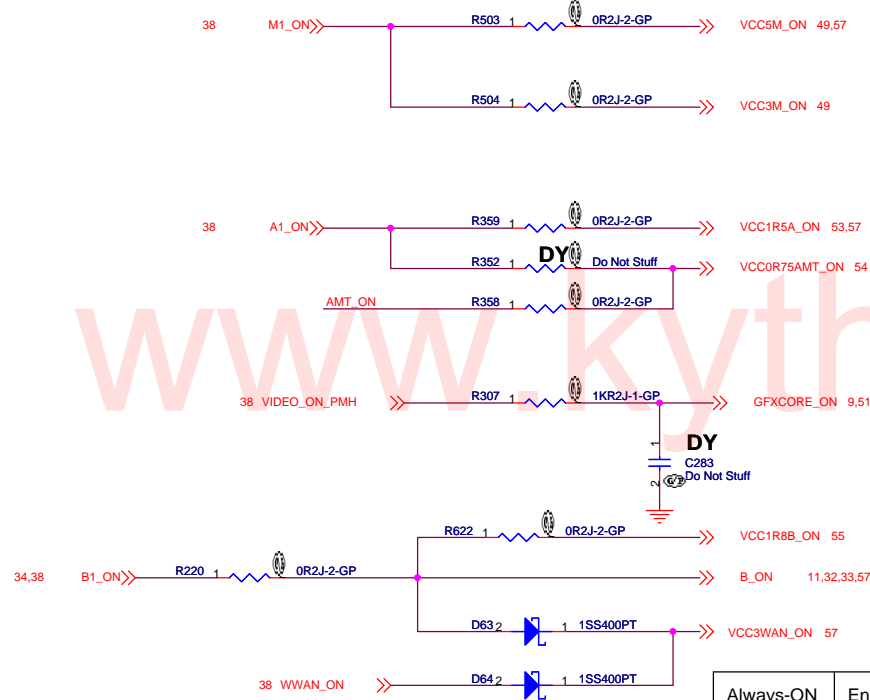 38 M1_ON R503 1 0R2J-2-GP VCC5M_ON 49,57
R504 1 0R2J-2-GP VCC3M_ON 49
38 A1_ON R359 1 0R2J-2-GP VCC1R5A_ON 53,57
R352 1 DY Do Not Stuff VCC0R75AMT_ON 54
AMT_ON R358 1 0R2J-2-GP
www.kyth
38 VIDEO_ON_PMH R307 1 1KR2J-1-GP GFXCORE_ON 9,51
1 DY
C283
2 G/P Do Not Stuff
R622 1 0R2J-2-GP VCC1R8B_ON 55
34,38 B1_ON R220 1 0R2J-2-GP B_ON 11,32,33,57
D63 2 1 1SS400PT VCC3WAN_ON 57
38 WWAN_ON D64 2 1 1SS400PT
Always-ON En